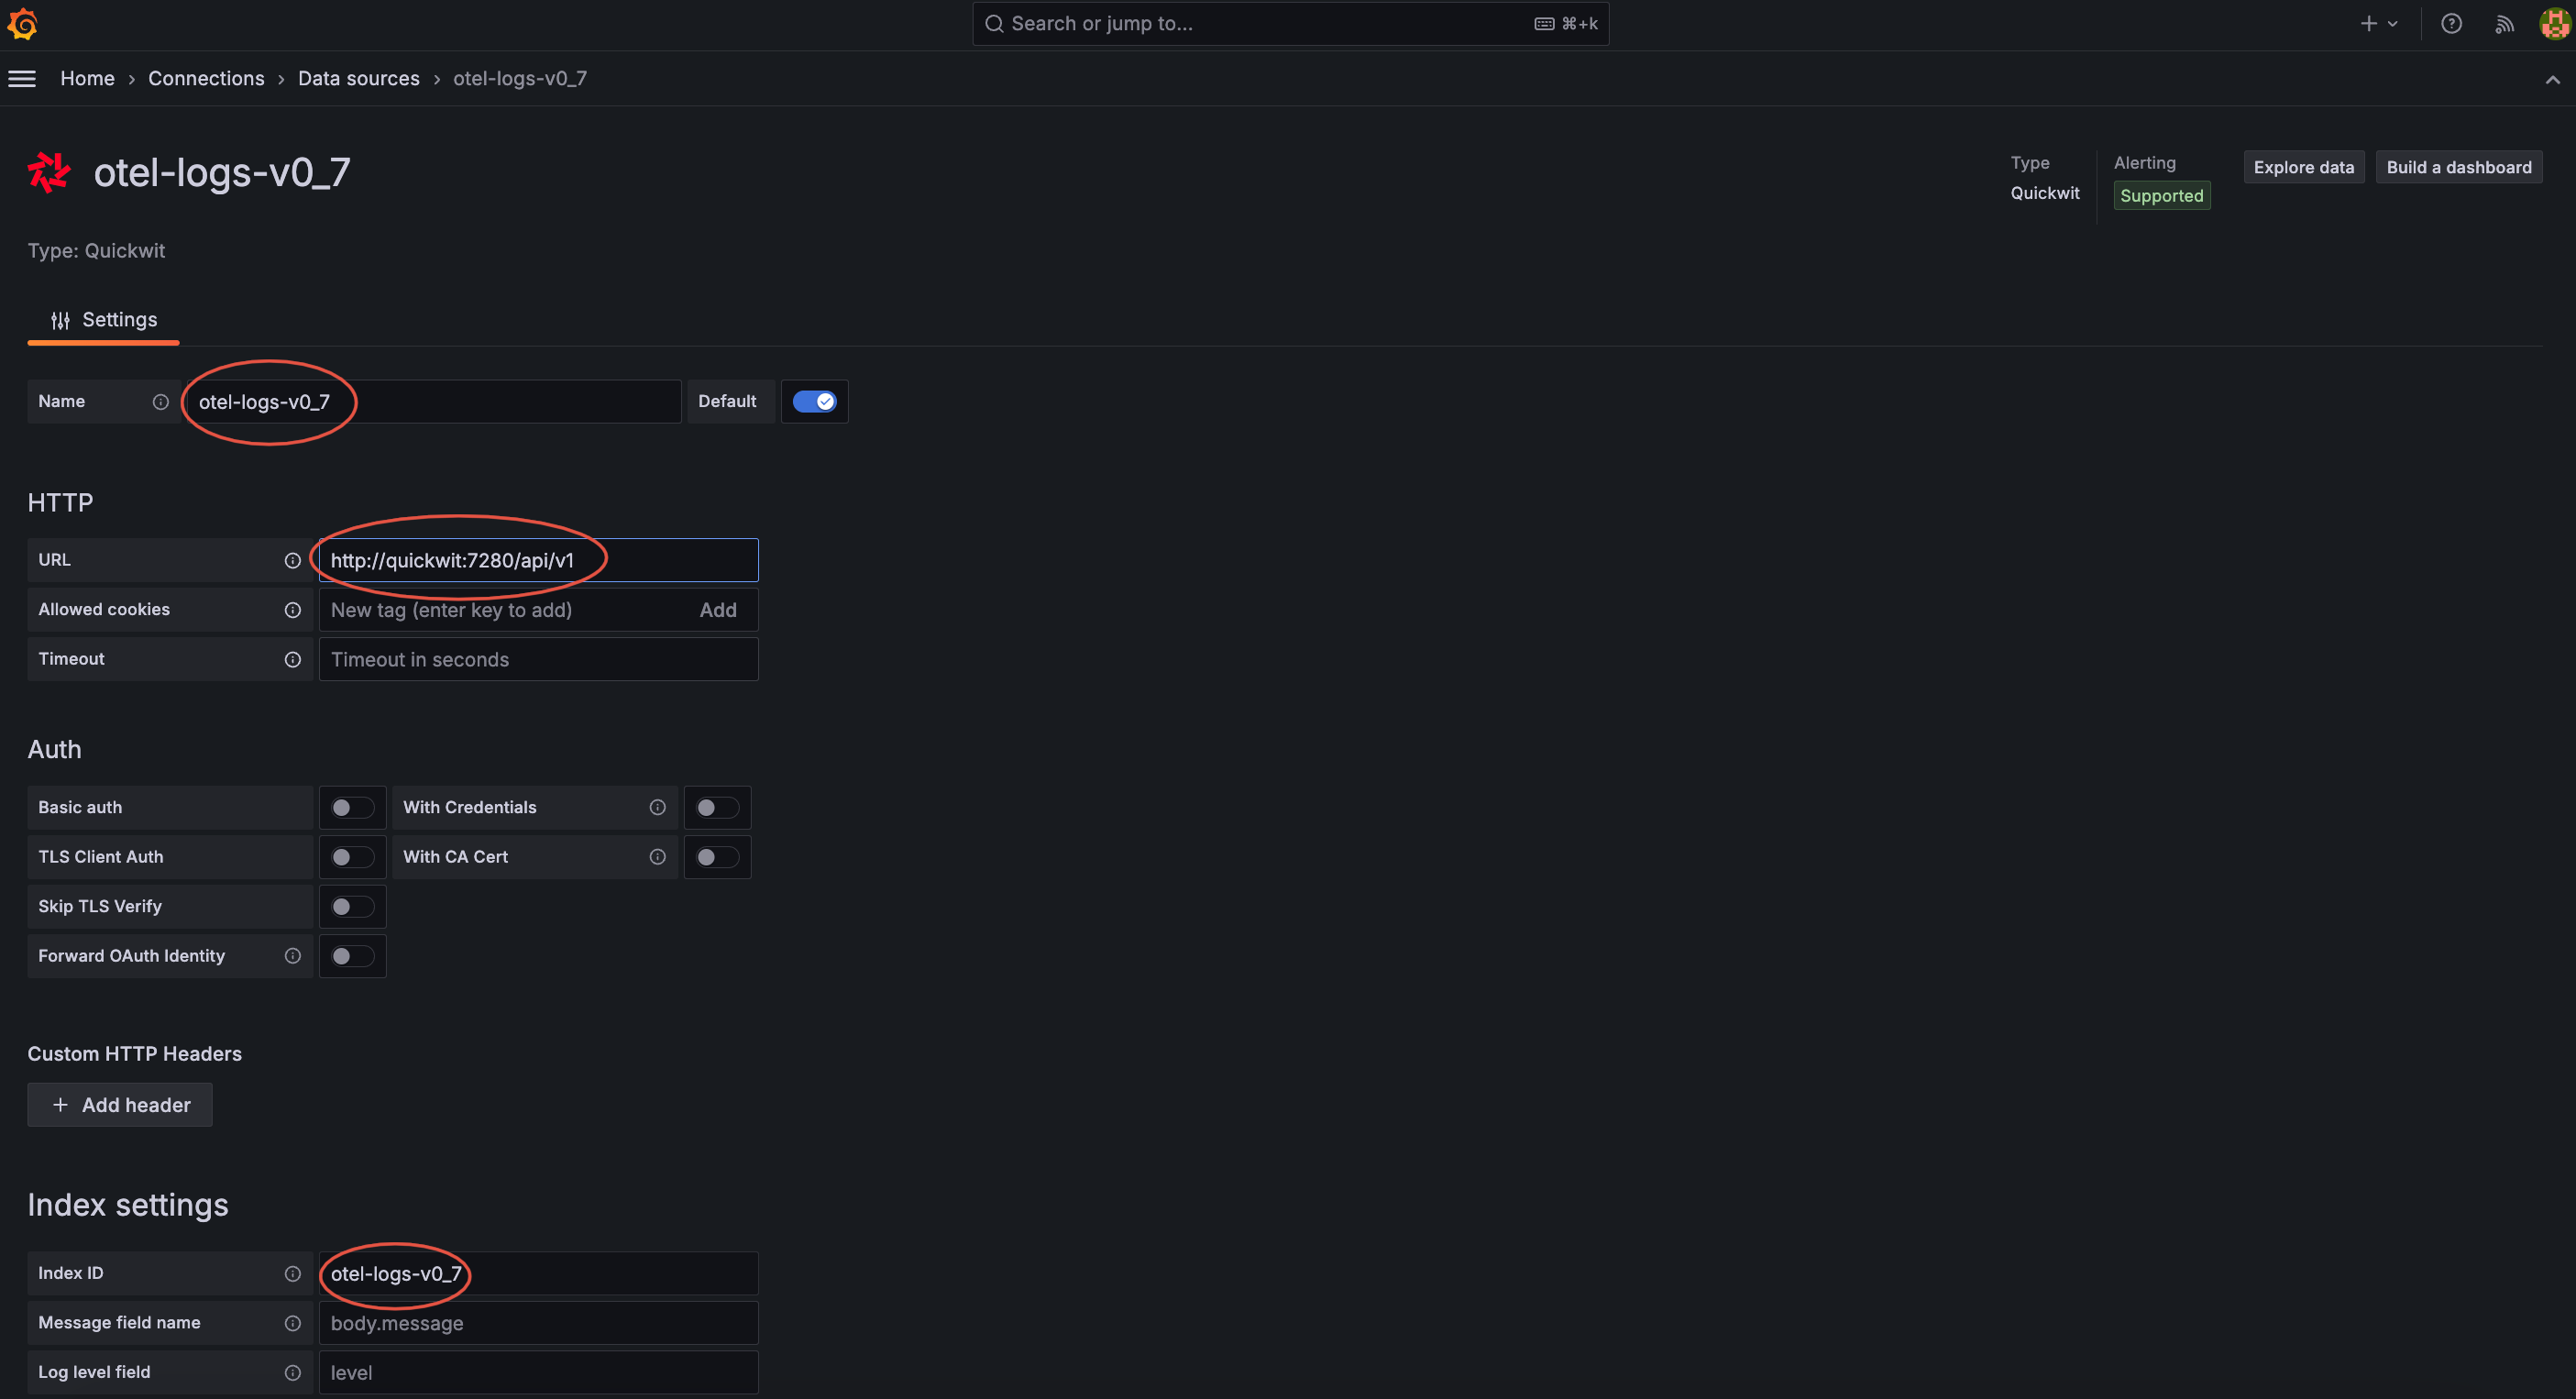 Search or jump to... ⌘+k
Home › Connections › Data sources › otel-logs-v0_7
otel-logs-v0_7
Type Alerting Explore data Build a dashboard
Quickwit Supported
Type: Quickwit
Settings
Name otel-logs-v0_7 Default
HTTP
URL http://quickwit:7280/api/v1
Allowed cookies New tag (enter key to add) Add
Timeout Timeout in seconds
Auth
Basic auth With Credentials
TLS Client Auth With CA Cert
Skip TLS Verify
Forward OAuth Identity
Custom HTTP Headers
+ Add header
Index settings
Index ID otel-logs-v0_7
Message field name body.message
Log level field level